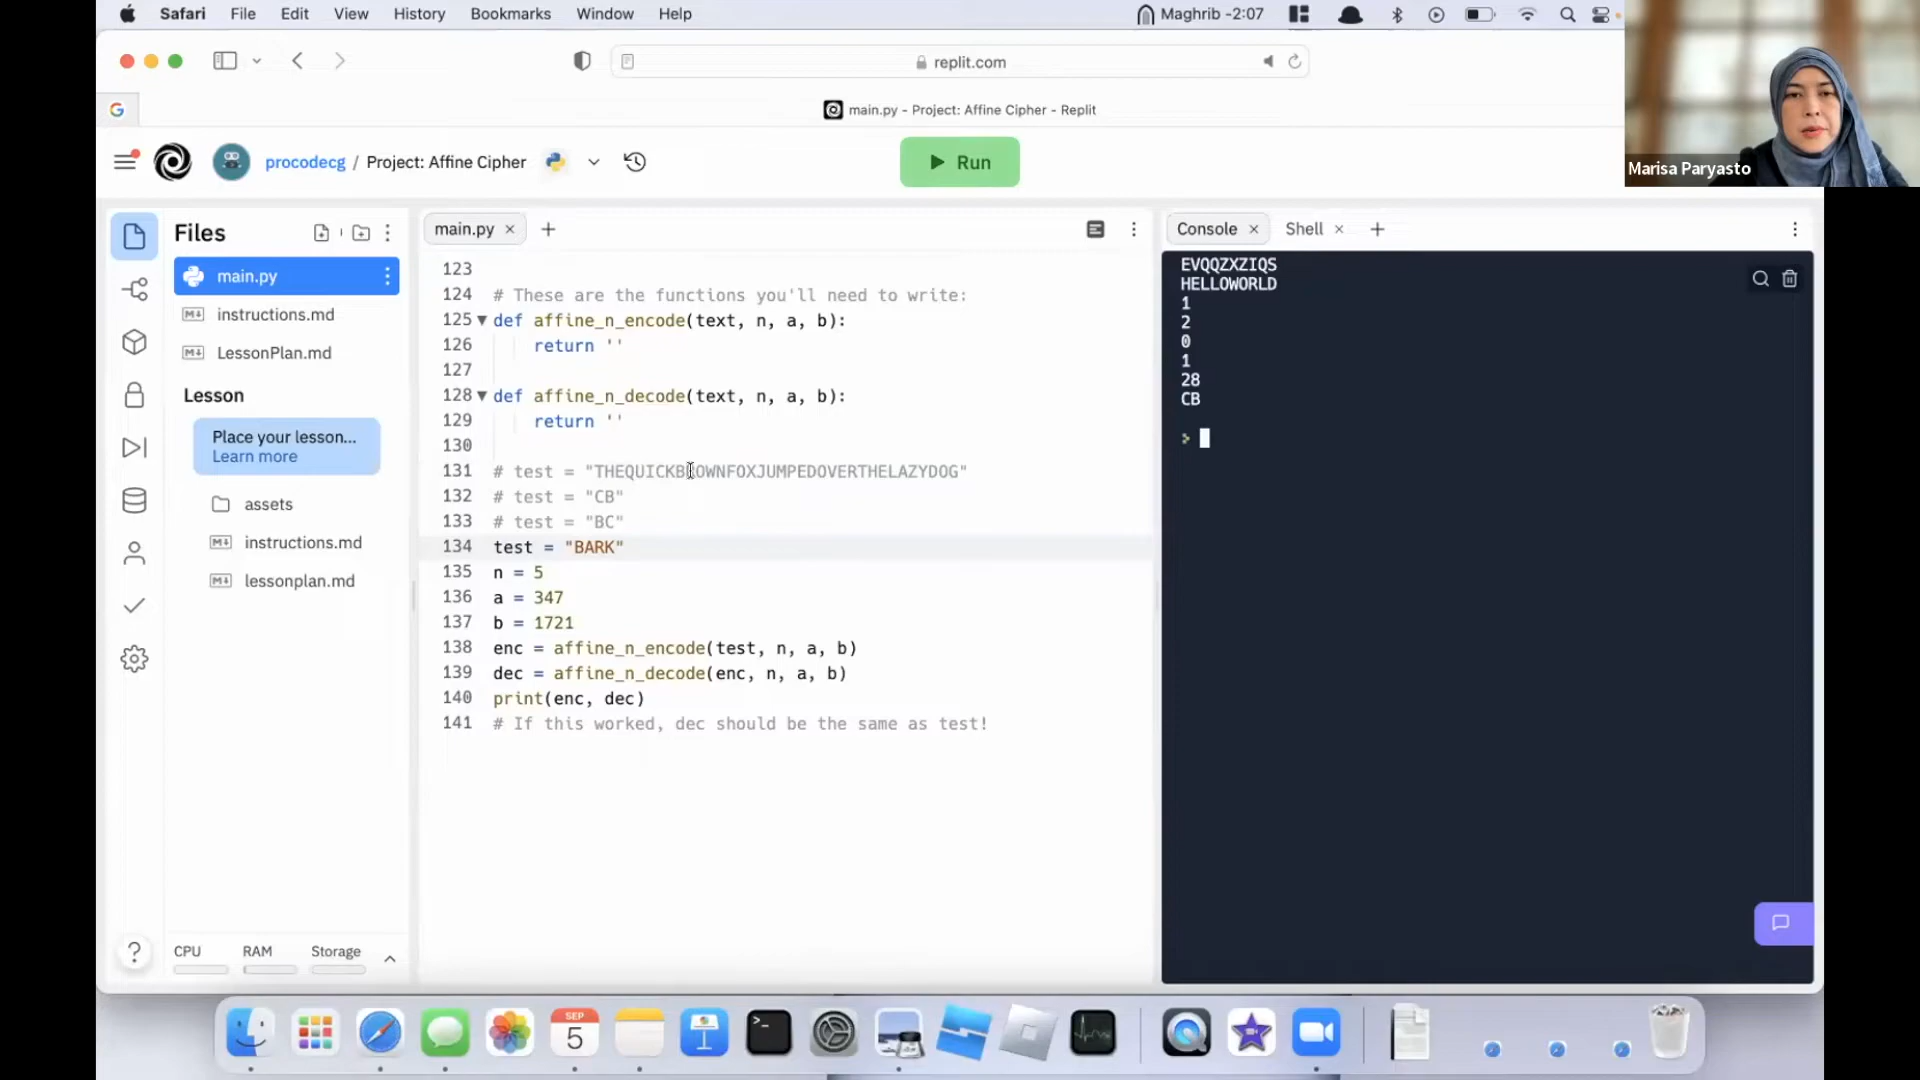 Safari File Edit View History Bookmarks Window Help Maghrib -2:07
replit.com
G
main.py - Project: Affine Cipher - Replit
procodecg / Project: Affine Cipher
Run
Marisa Paryasto
Files
main.py
instructions.md
LessonPlan.md
Lesson
Place your lesson...
Learn more
assets
instructions.md
lessonplan.md
?
CPU RAM Storage
main.py
123
124 # These are the functions you'll need to write:
125 def affine_n_encode(text, n, a, b):
126 return ''
127
128 def affine_n_decode(text, n, a, b):
129 return ''
130
131 # test = "THEQUICKBROWNFOXJUMPEDOVERTHELAZYDOG"
132 # test = "CB"
133 # test = "BC"
134 test = "BARK"
135 n = 5
136 a = 347
137 b = 1721
138 enc = affine_n_encode(test, n, a, b)
139 dec = affine_n_decode(enc, n, a, b)
140 print(enc, dec)
141 # If this worked, dec should be the same as test!
Console Shell
EVQQZXZIQS
HELLOWORLD
1
2
0
1
28
CB
>
SEP
5